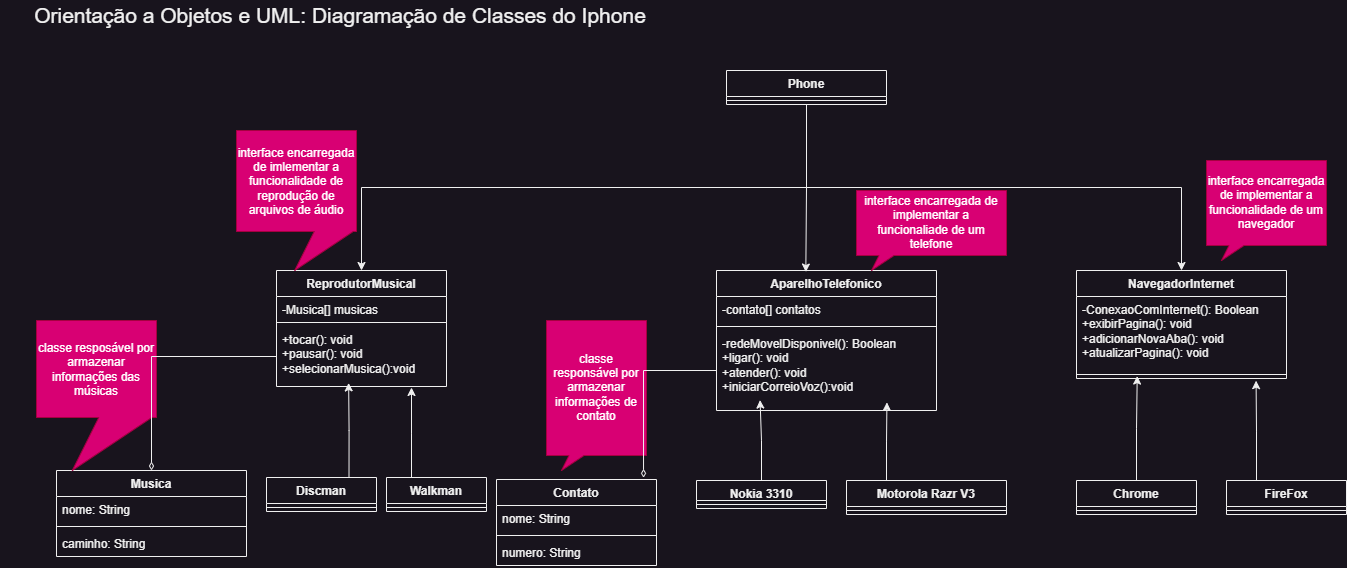 Orientação a Objetos e UML: Diagramação de Classes do Iphone
Phone
interface encarregada
de imlementar a
funcionalidade de
reprodução de
arquivos de áudio
interface encarregada de
implementar a
funcionaliade de um
telefone
interface encarregada
de implementar a
funcionalidade de um
navegador
ReprodutorMusical
-Musica[] musicas
+tocar(): void
+pausar(): void
+selecionarMusica():void
AparelhoTelefonico
-contato[] contatos
-redeMovelDisponivel(): Boolean
+ligar(): void
+atender(): void
+iniciarCorreioVoz():void
NavegadorInternet
-ConexaoComInternet(): Boolean
+exibirPagina(): void
+adicionarNovaAba(): void
+atualizarPagina(): void
classe resposável por
armazenar
informações das
músicas
classe
responsável por
armazenar
informações de
contato
Musica
nome: String
caminho: String
Discman
Walkman
Contato
nome: String
numero: String
Nokia 3310
Motorola Razr V3
Chrome
FireFox